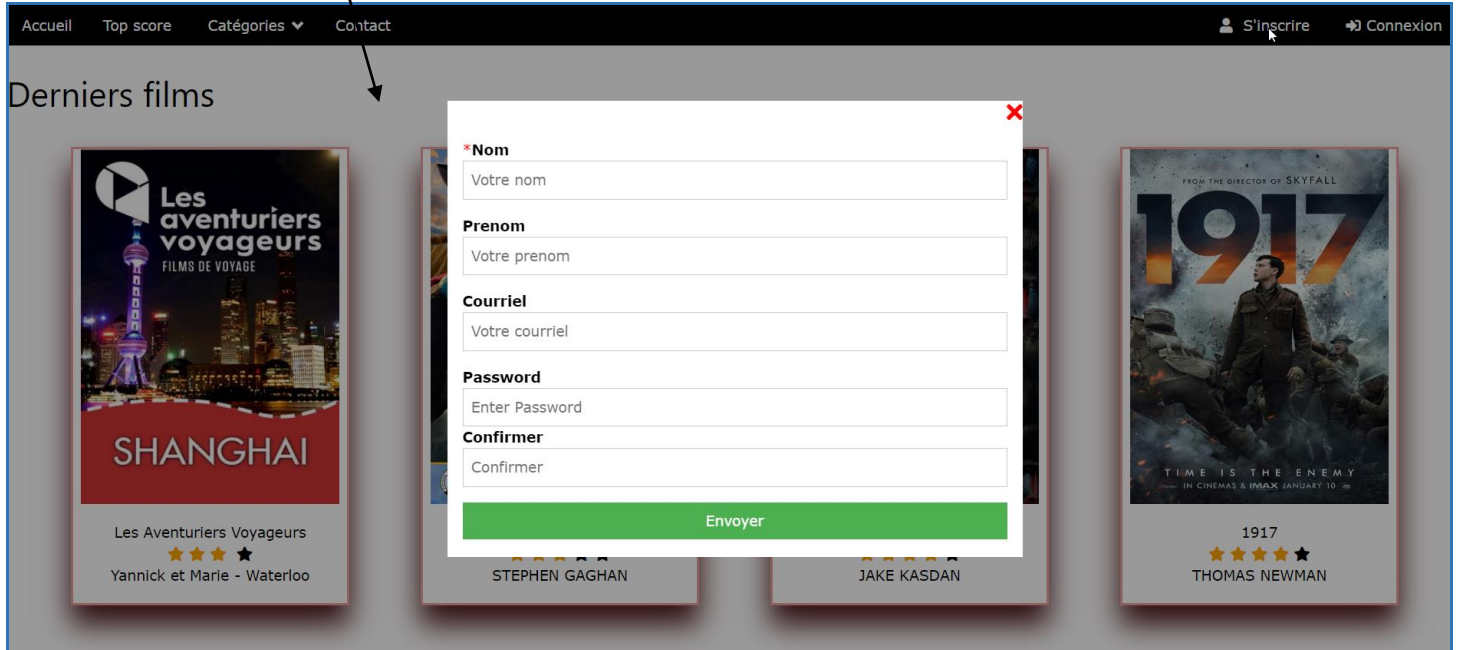 Accueil Top score Catégories Contact S'inscrire Connexion
Derniers films
*Nom
Votre nom
Prenom
Votre prenom
Courriel
Votre courriel
Password
Enter Password
Confirmer
Confirmer
Envoyer
Les
aventuriers
voyageurs
FILMS DE VOYAGE
SHANGHAI
Les Aventuriers Voyageurs
Yannick et Marie - Waterloo
STEPHEN GAGHAN
JAKE KASDAN
FROM THE DIRECTOR OF SKYFALL
1917
TIME IS THE ENEMY
IN CINEMAS & IMAX JANUARY 10
1917
THOMAS NEWMAN